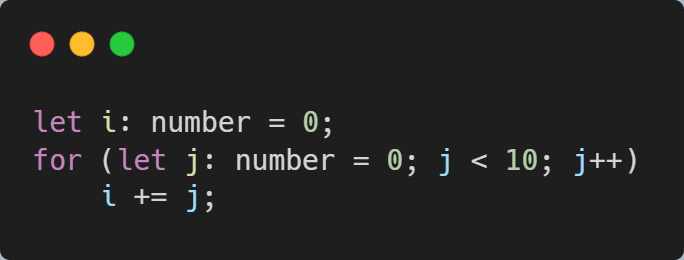 let i: number = 0;
for (let j: number = 0; j < 10; j++)
    i += j;